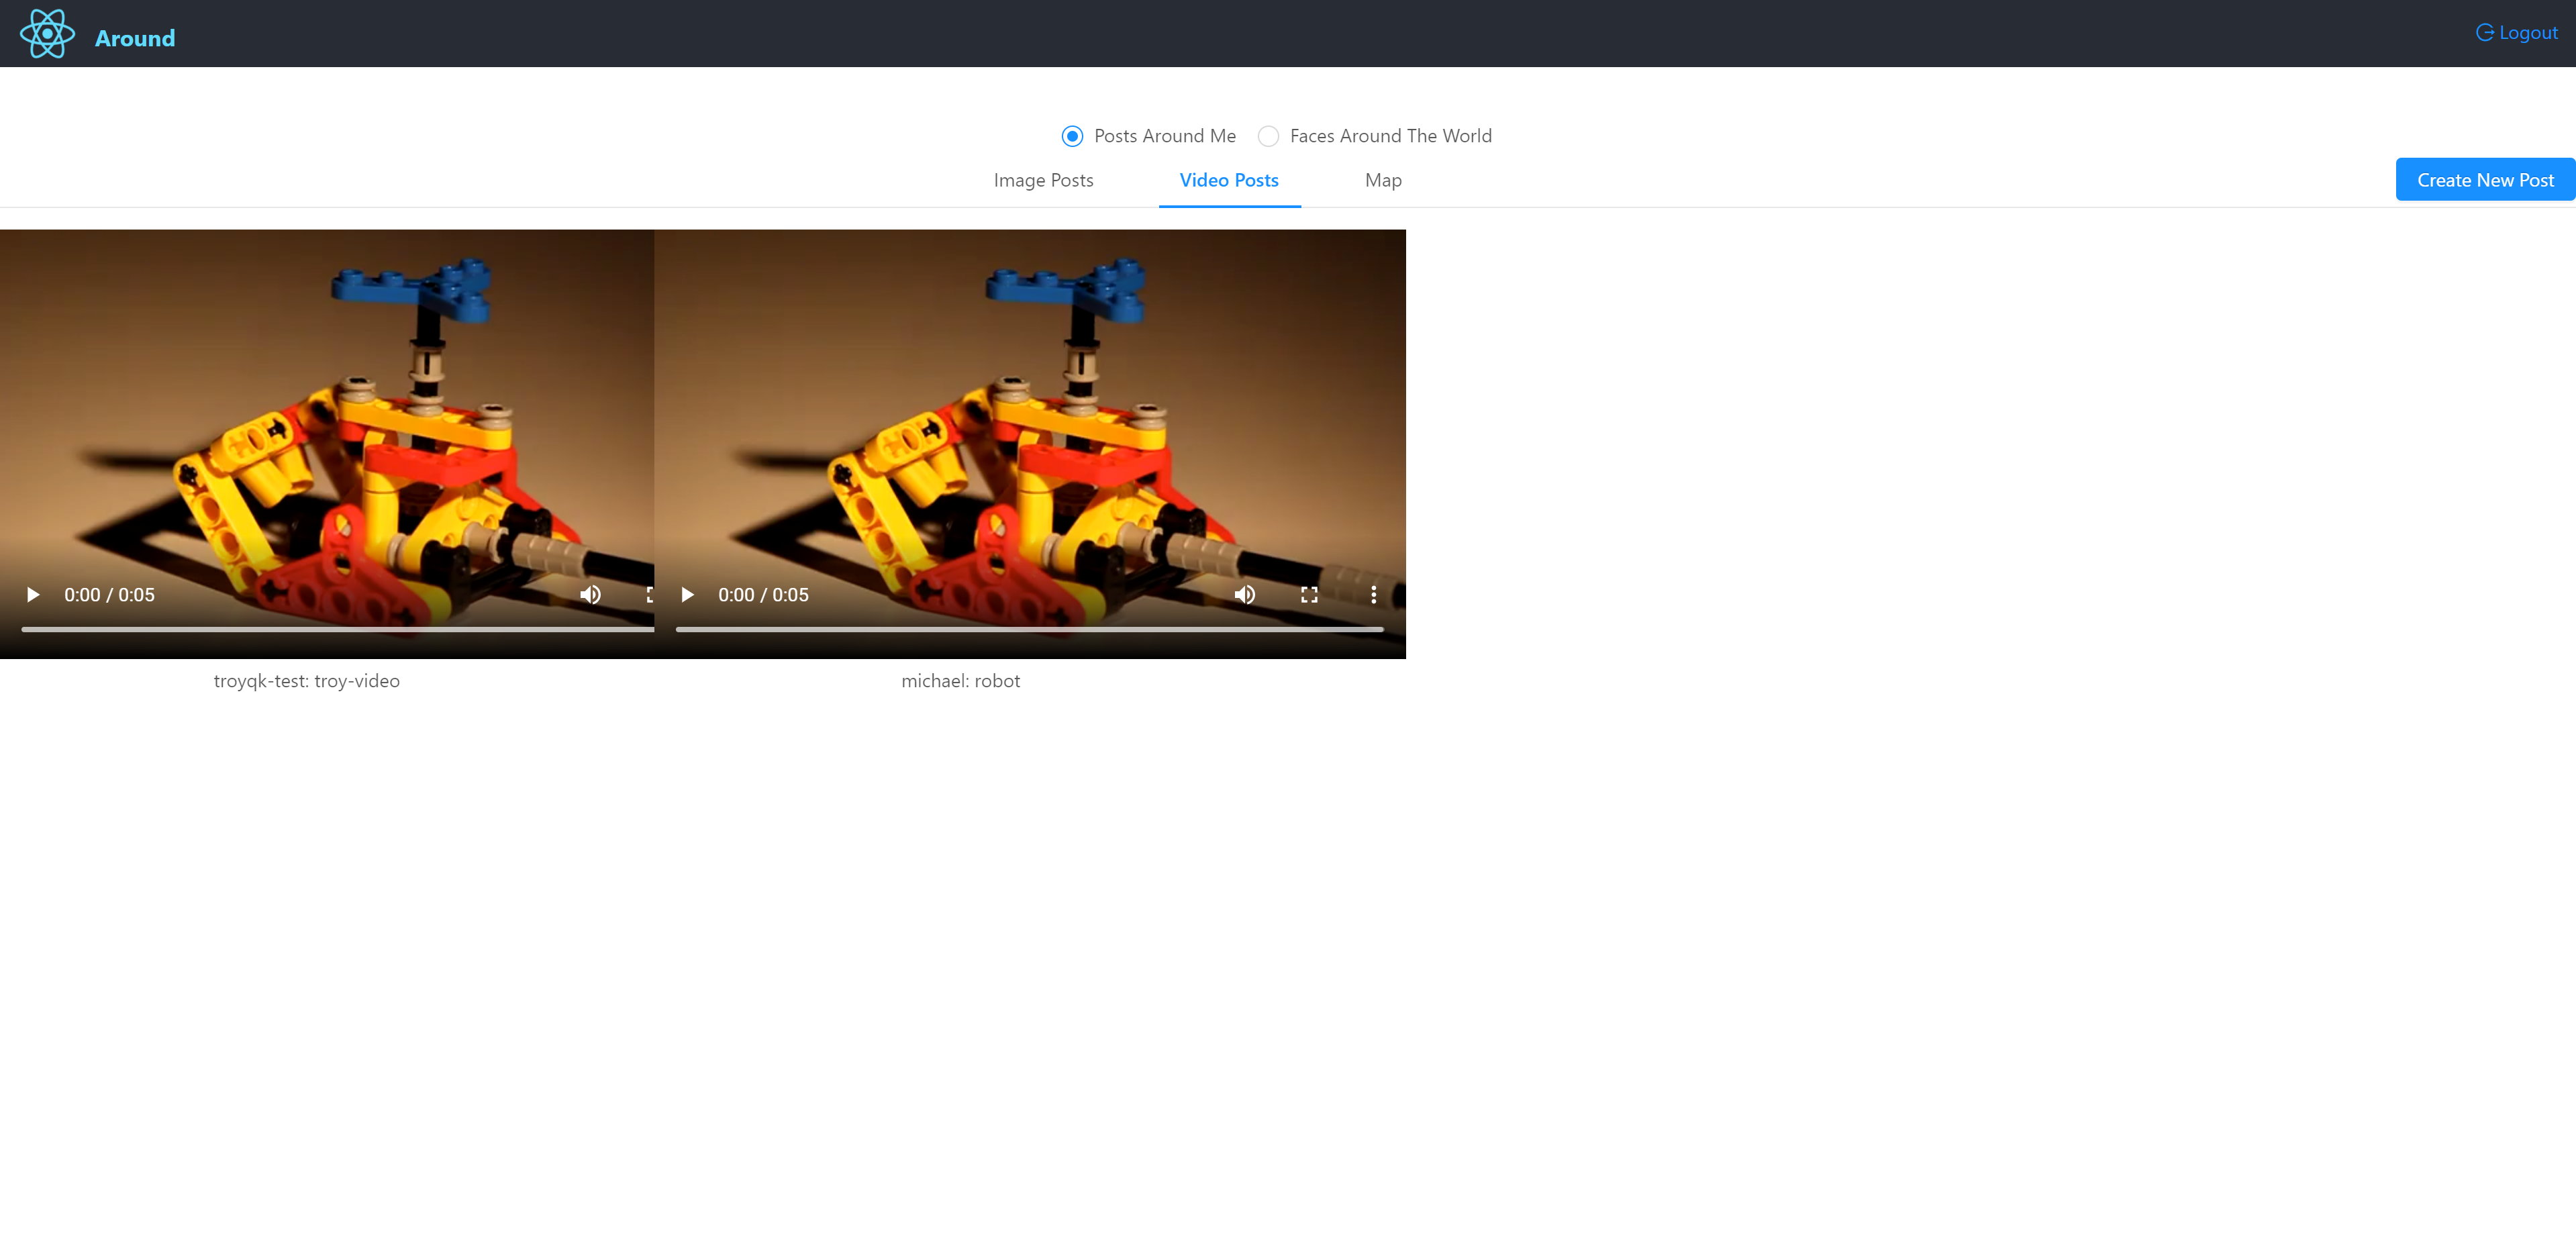 Around
Logout
Posts Around Me Faces Around The World
Image Posts Video Posts Map Create New Post
0:00 / 0:05 0:00 / 0:05
troyqk-test: troy-video michael: robot